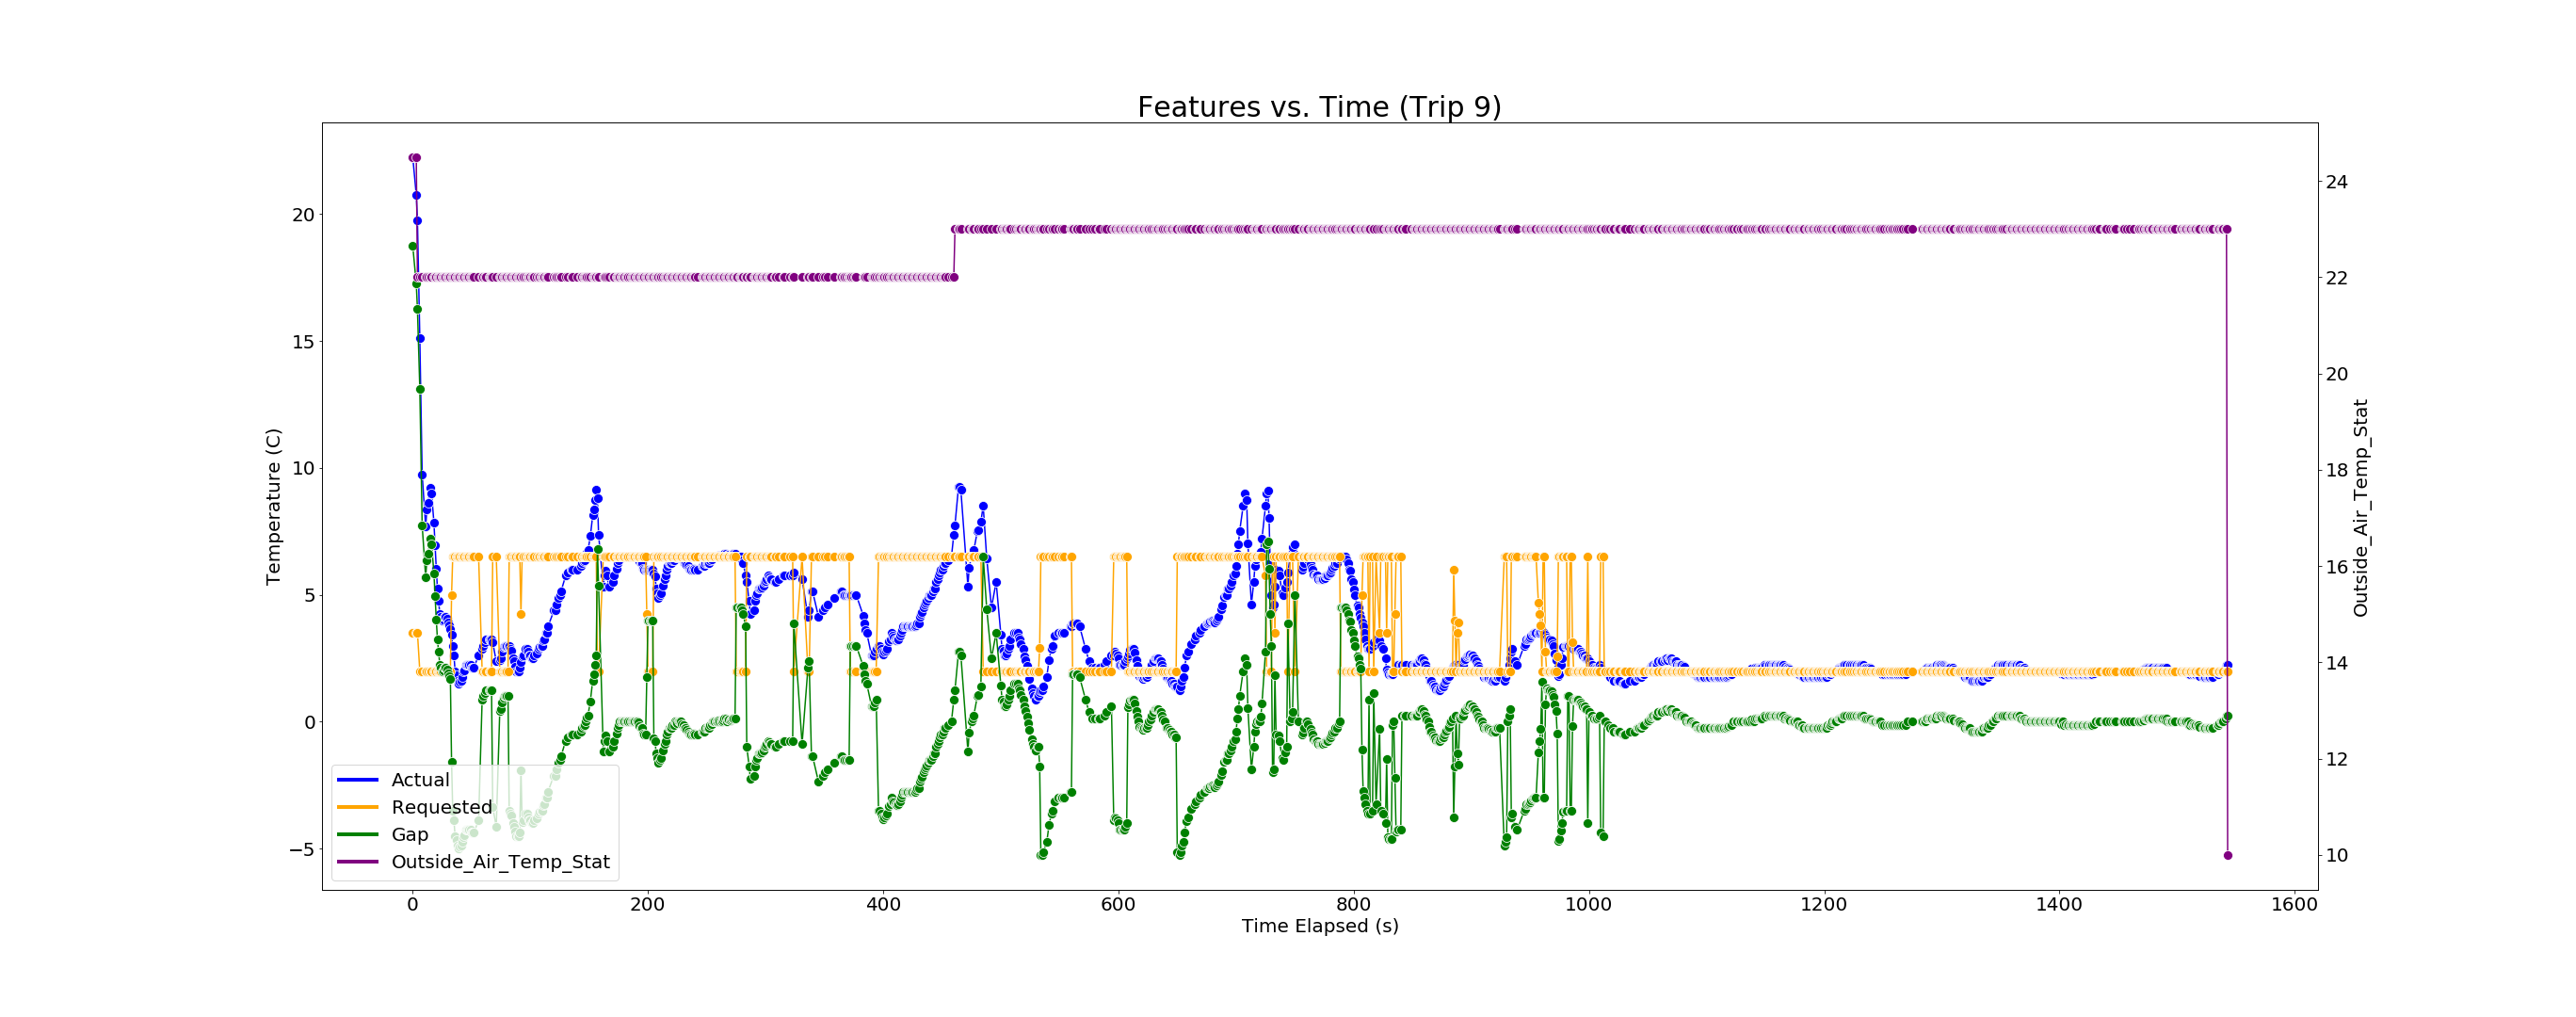 Features vs. Time (Trip 9)
Temperature (C)
20
15
10
5
0
−5
24
22
20
18
16
14
12
10
Outside_Air_Temp_Stat
Actual
Requested
Gap
Outside_Air_Temp_Stat
0 200 400 600 800 1000 1200 1400 1600
Time Elapsed (s)